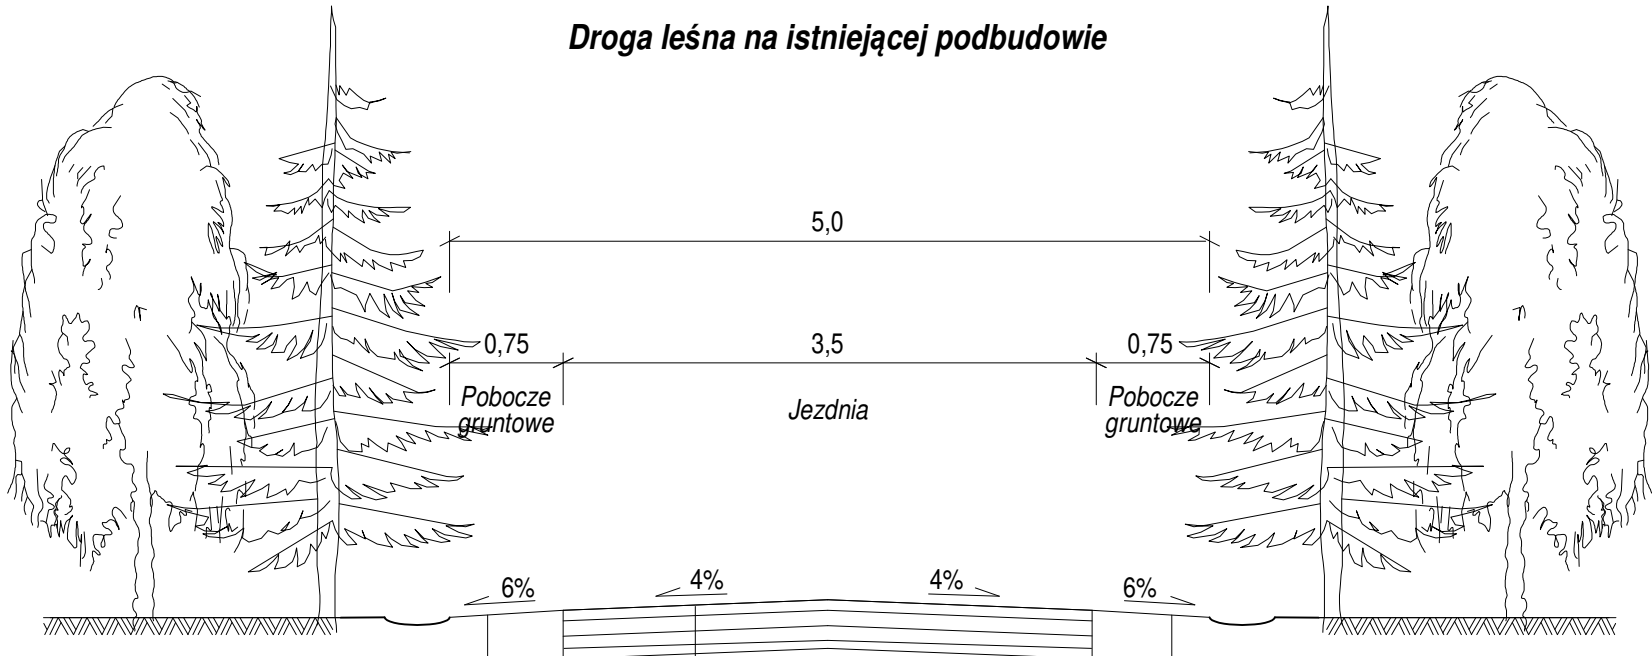 Droga leśna na istniejącej podbudowie
5,0
0,75 3,5 0,75
Pobocze
gruntowe
Jezdnia
Pobocze
gruntowe
6% 4% 4% 6%